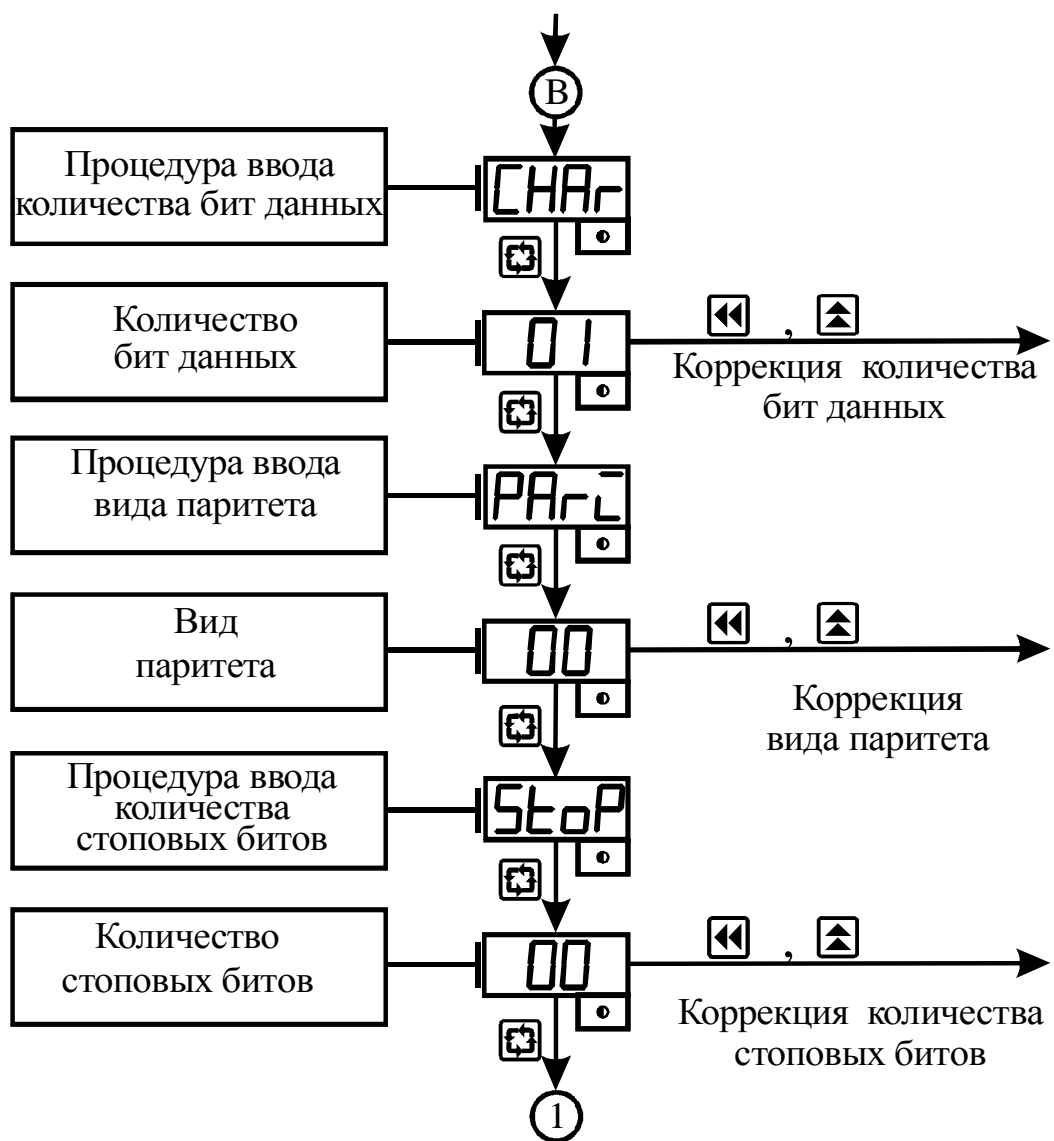 В
Процедура ввода
количества бит данных
CHAr
Количество
бит данных
01
,
Коррекция количества
бит данных
Процедура ввода
вида паритета
PAri
Вид
паритета
00
,
Коррекция
вида паритета
Процедура ввода
количества
стоповых битов
StoP
Количество
стоповых битов
00
,
Коррекция количества
стоповых битов
1